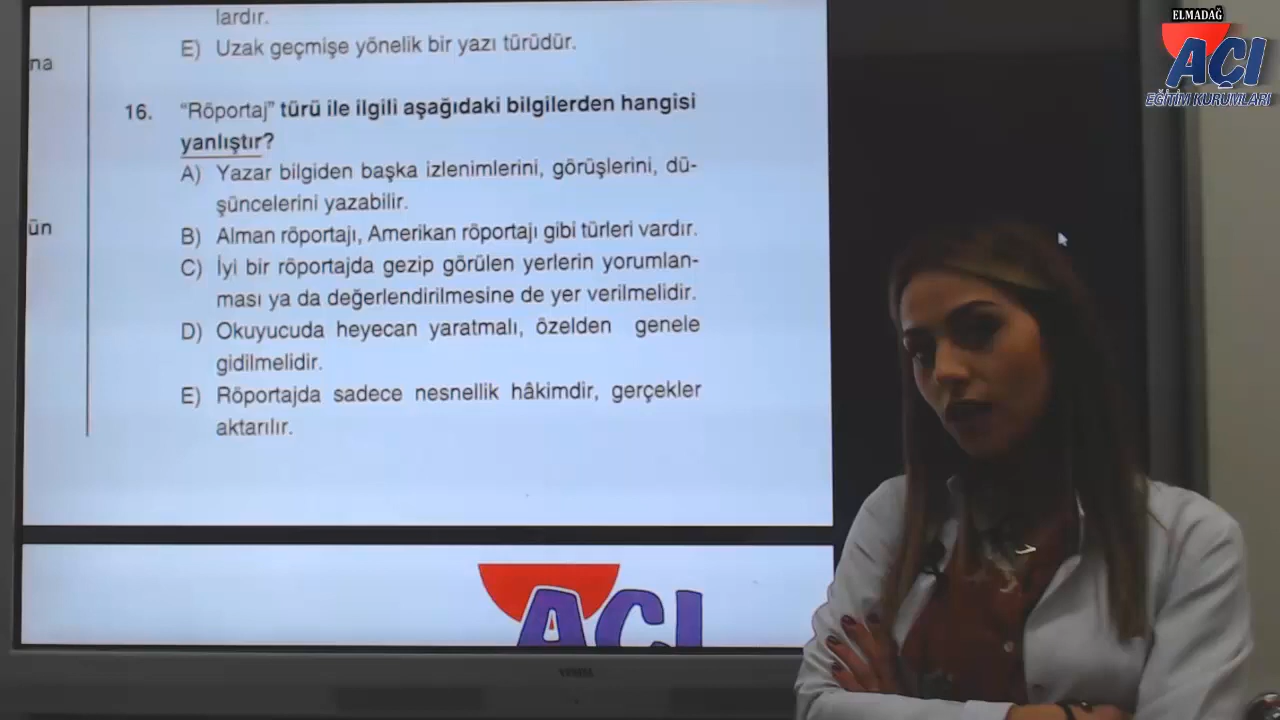 lardır.
E) Uzak geçmişe yönelik bir yazı türüdür.
na
16. "Röportaj" türü ile ilgili aşağıdaki bilgilerden hangisi
yanlıştır?
A) Yazar bilgiden başka izlenimlerini, görüşlerini, dü-
şüncelerini yazabilir.
ün
B) Alman röportajı, Amerikan röportajı gibi türleri vardır.
C) İyi bir röportajda gezip görülen yerlerin yorumlan-
ması ya da değerlendirilmesine de yer verilmelidir.
D) Okuyucuda heyecan yaratmalı, özelden genele
gidilmelidir.
E) Röportajda sadece nesnellik hâkimdir, gerçekler
aktarılır.
AÇI
ELMADAĞ
AÇI
EĞİTİM KURUMLARI